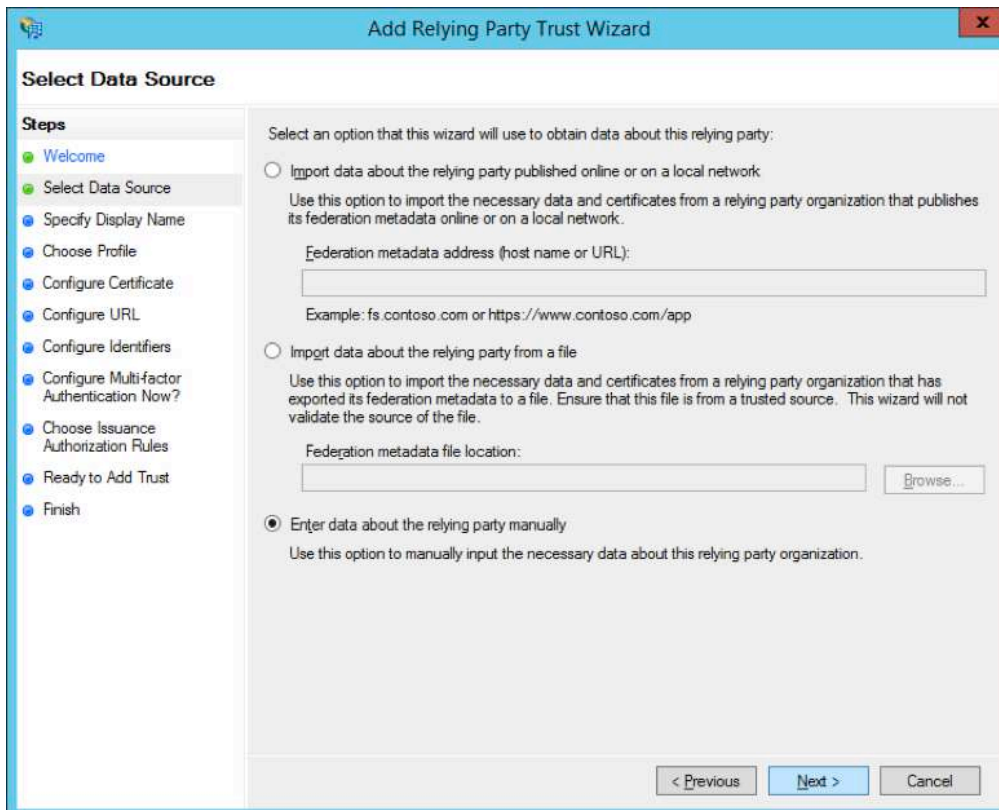 Add Relying Party Trust Wizard
x
Select Data Source
Steps
Welcome
Select Data Source
Specify Display Name
Choose Profile
Configure Certificate
Configure URL
Configure Identifiers
Configure Multi-factor
Authentication Now?
Choose Issuance
Authorization Rules
Ready to Add Trust
Finish
Select an option that this wizard will use to obtain data about this relying party:
Import data about the relying party published online or on a local network
Use this option to import the necessary data and certificates from a relying party organization that publishes
its federation metadata online or on a local network.
Federation metadata address (host name or URL):
Example: fs.contoso.com or https://www.contoso.com/app
Import data about the relying party from a file
Use this option to import the necessary data and certificates from a relying party organization that has
exported its federation metadata to a file. Ensure that this file is from a trusted source.  This wizard will not
validate the source of the file.
Federation metadata file location:
Browse...
Enter data about the relying party manually
Use this option to manually input the necessary data about this relying party organization.
< Previous
Next >
Cancel